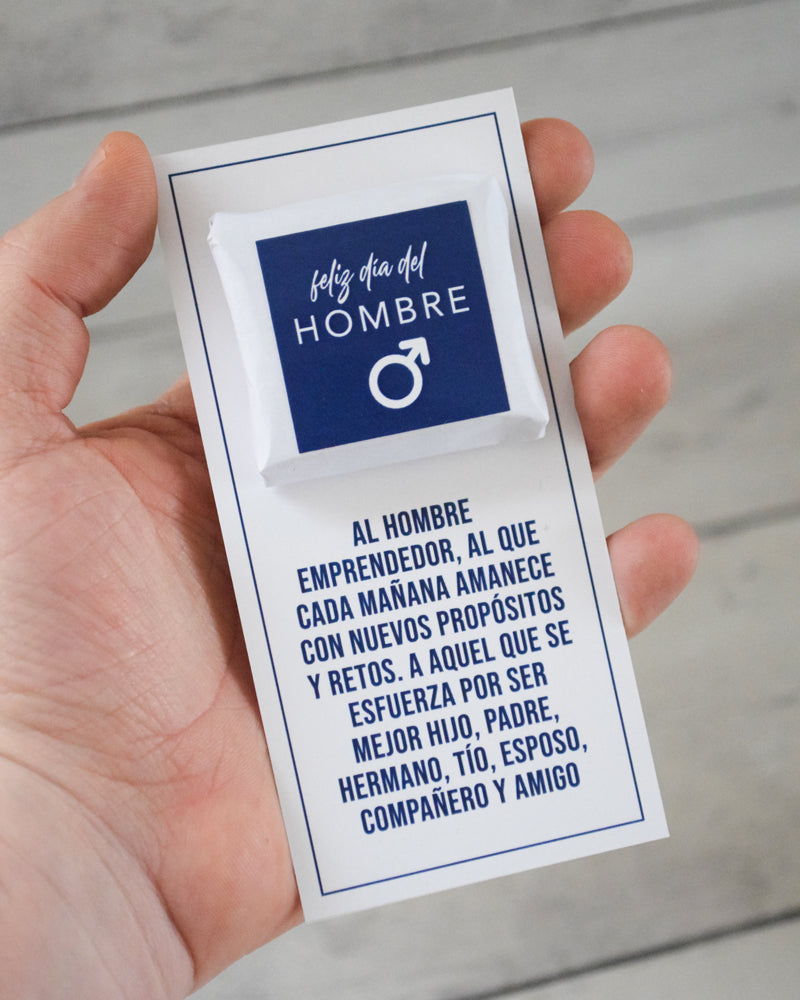 feliz día del
HOMBRE
AL HOMBRE
EMPRENDEDOR, AL QUE
CADA MAÑANA AMANECE
CON NUEVOS PROPÓSITOS
Y RETOS. A AQUEL QUE SE
ESFUERZA POR SER
MEJOR HIJO, PADRE,
HERMANO, TÍO, ESPOSO,
COMPAÑERO Y AMIGO